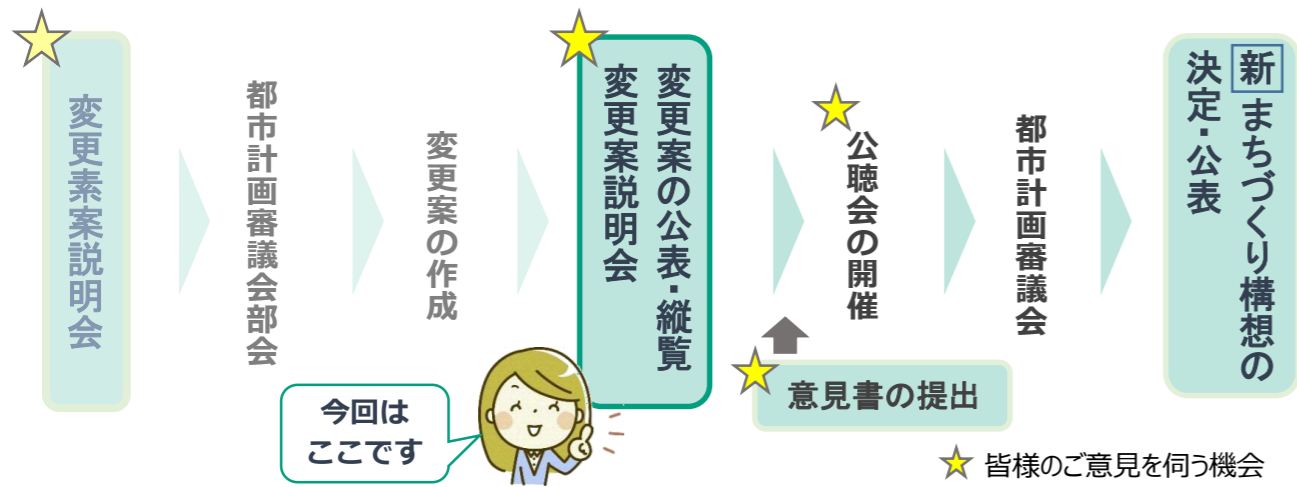 変更素案説明会
都市計画審議会部会
変更案の作成
変更案の公表・縦覧
変更案説明会
今回は
ここです
公聴会の開催
意見書の提出
都市計画審議会
新まちづくり構想の
決定・公表
皆様のご意見を伺う機会